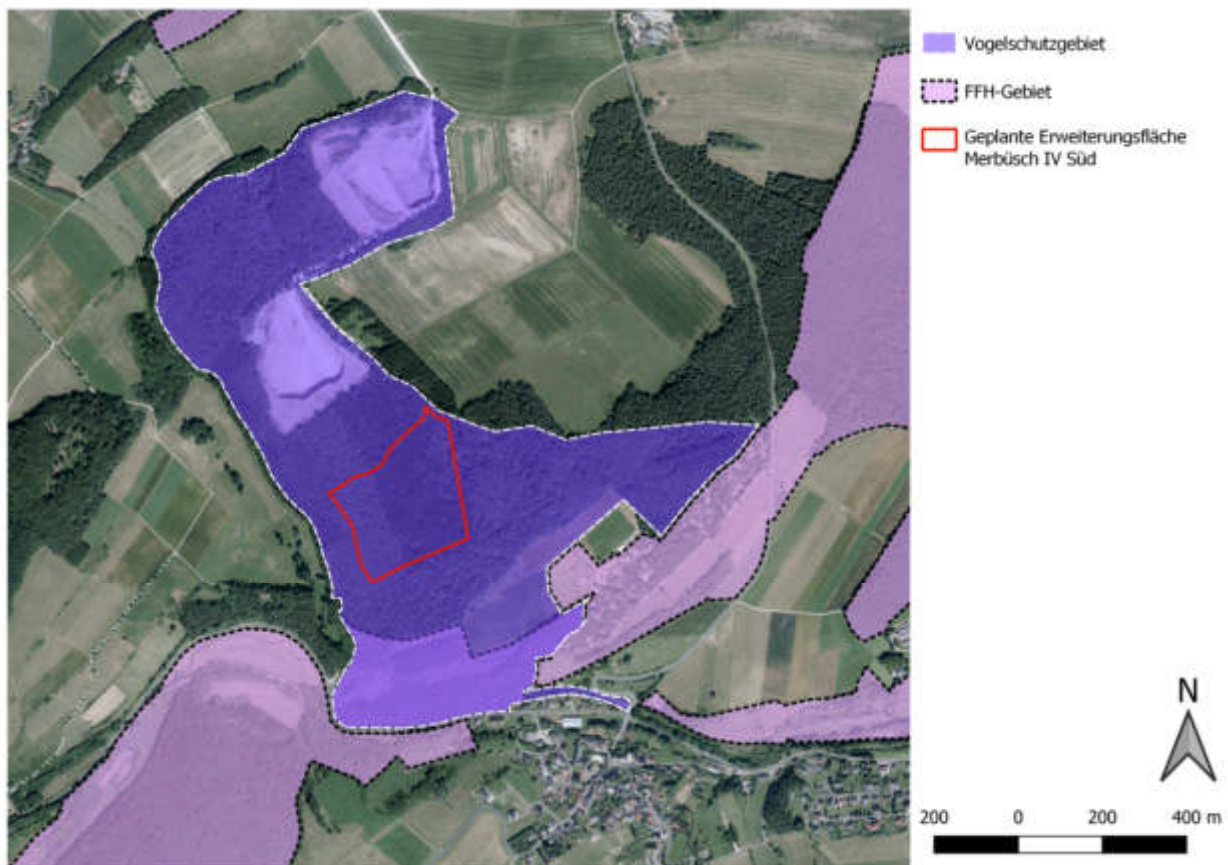 Vogelschutzgebiet
FFH-Gebiet
Geplante Erweiterungsfläche
Merbüsch IV Süd
N
200 0 200 400 m